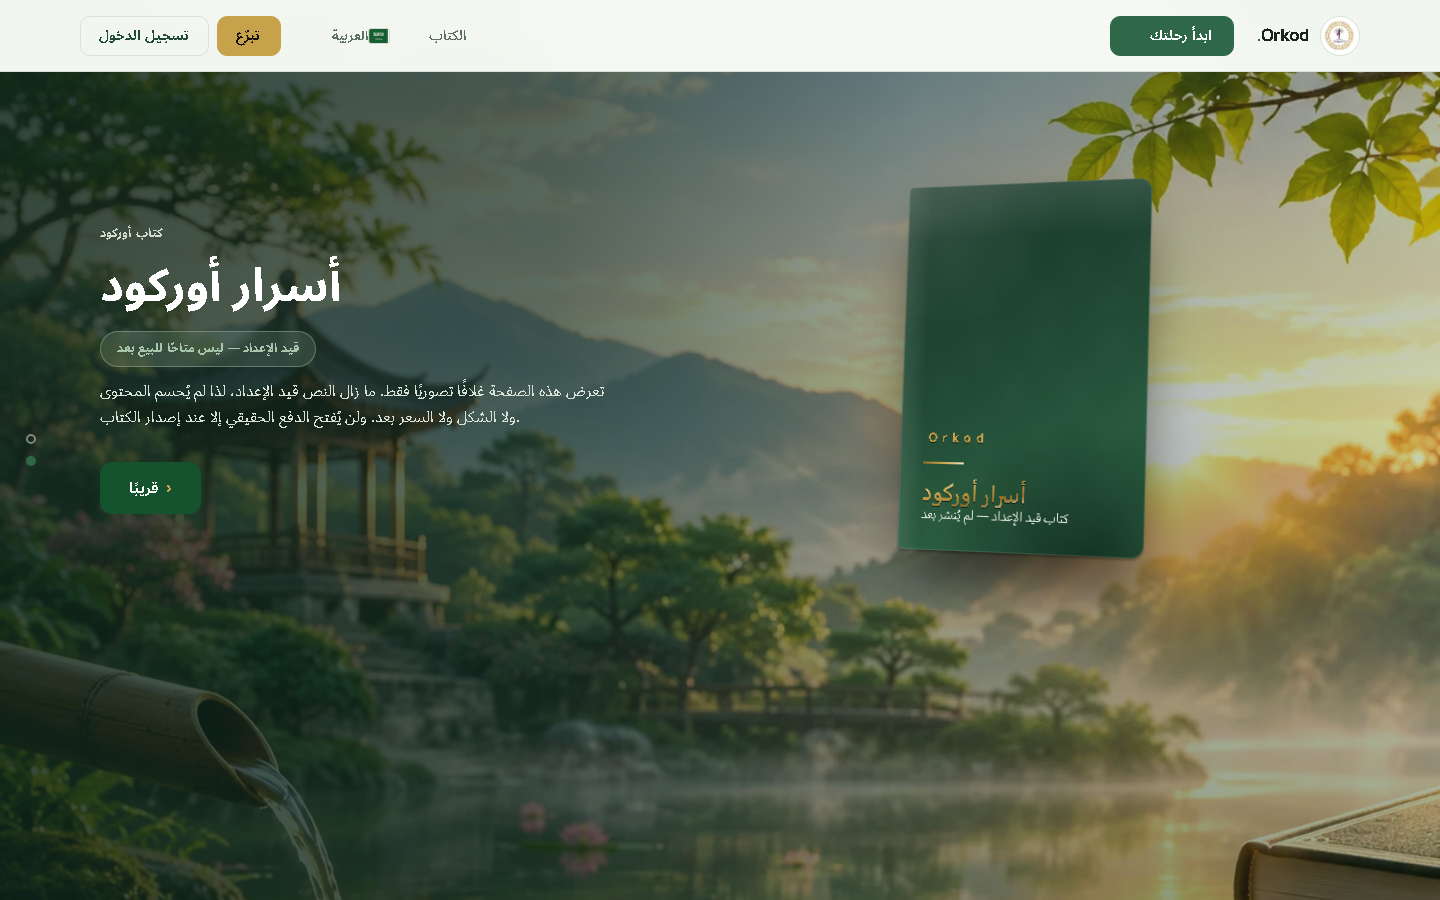 Orkod.
ابدأ رحلتك
الكتاب
العربية
تبرّع
تسجيل الدخول
كتاب أوركود
أسرار أوركود
قيد الإعداد — ليس متاحًا للبيع بعد
تعرض هذه الصفحة غلافًا تصوريًا فقط. ما زال النص قيد الإعداد، لذا لم يُحسم المحتوى
ولا الشكل ولا السعر بعد. ولن يُفتح الدفع الحقيقي إلا عند إصدار الكتاب.
قريبًا ›
Orkod
أسرار أوركود
كتاب قيد الإعداد — لم يُنشر بعد